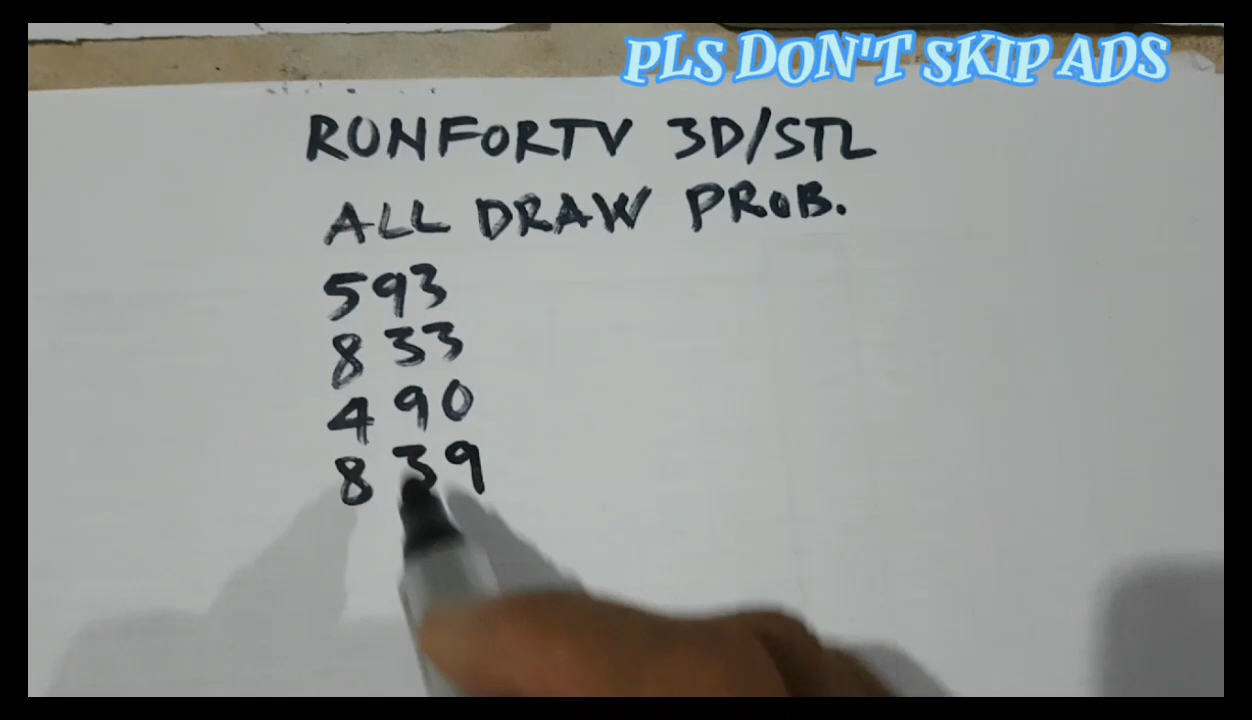 PLS DON'T SKIP ADS
RONFORTV 3D/STL
ALL DRAW PROB.
593
833
490
839